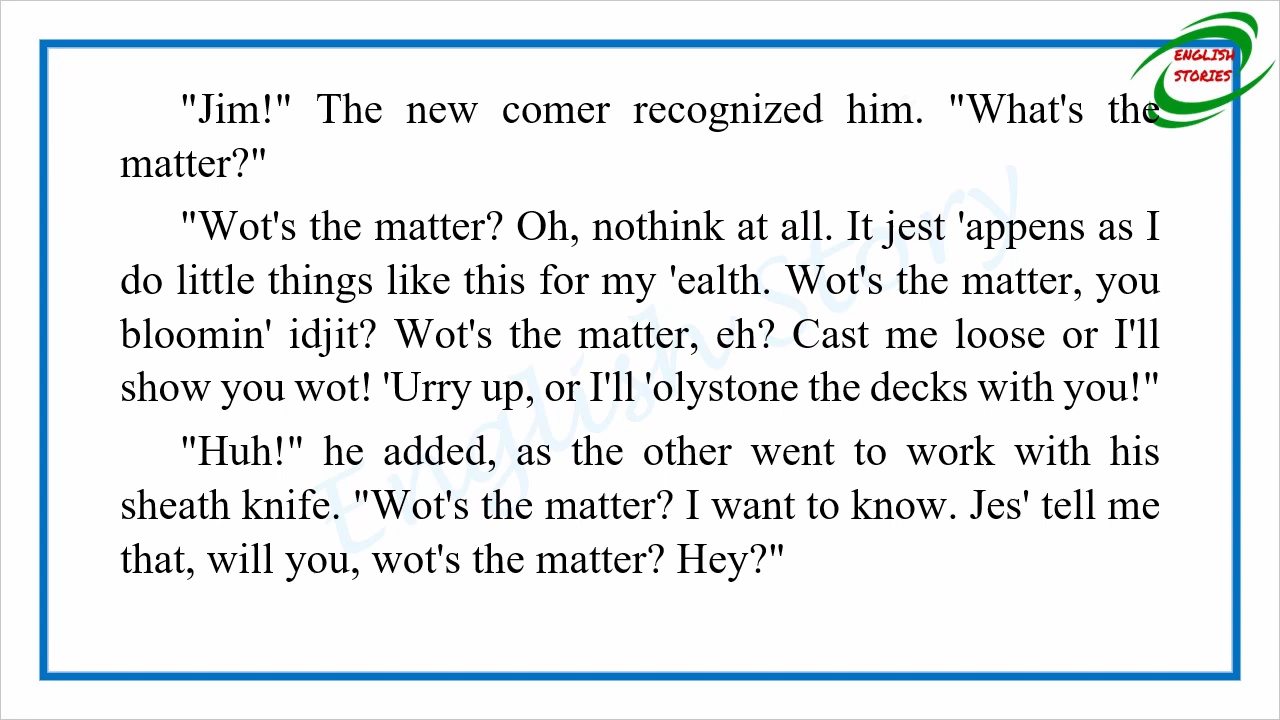 ENGLISH
STORIES
"Jim!" The new comer recognized him. "What's the
matter?"
"Wot's the matter? Oh, nothink at all. It jest 'appens as I
do little things like this for my 'ealth. Wot's the matter, you
bloomin' idjit? Wot's the matter, eh? Cast me loose or I'll
show you wot! 'Urry up, or I'll 'olystone the decks with you!"
"Huh!" he added, as the other went to work with his
sheath knife. "Wot's the matter? I want to know. Jes' tell me
that, will you, wot's the matter? Hey?"
English Story